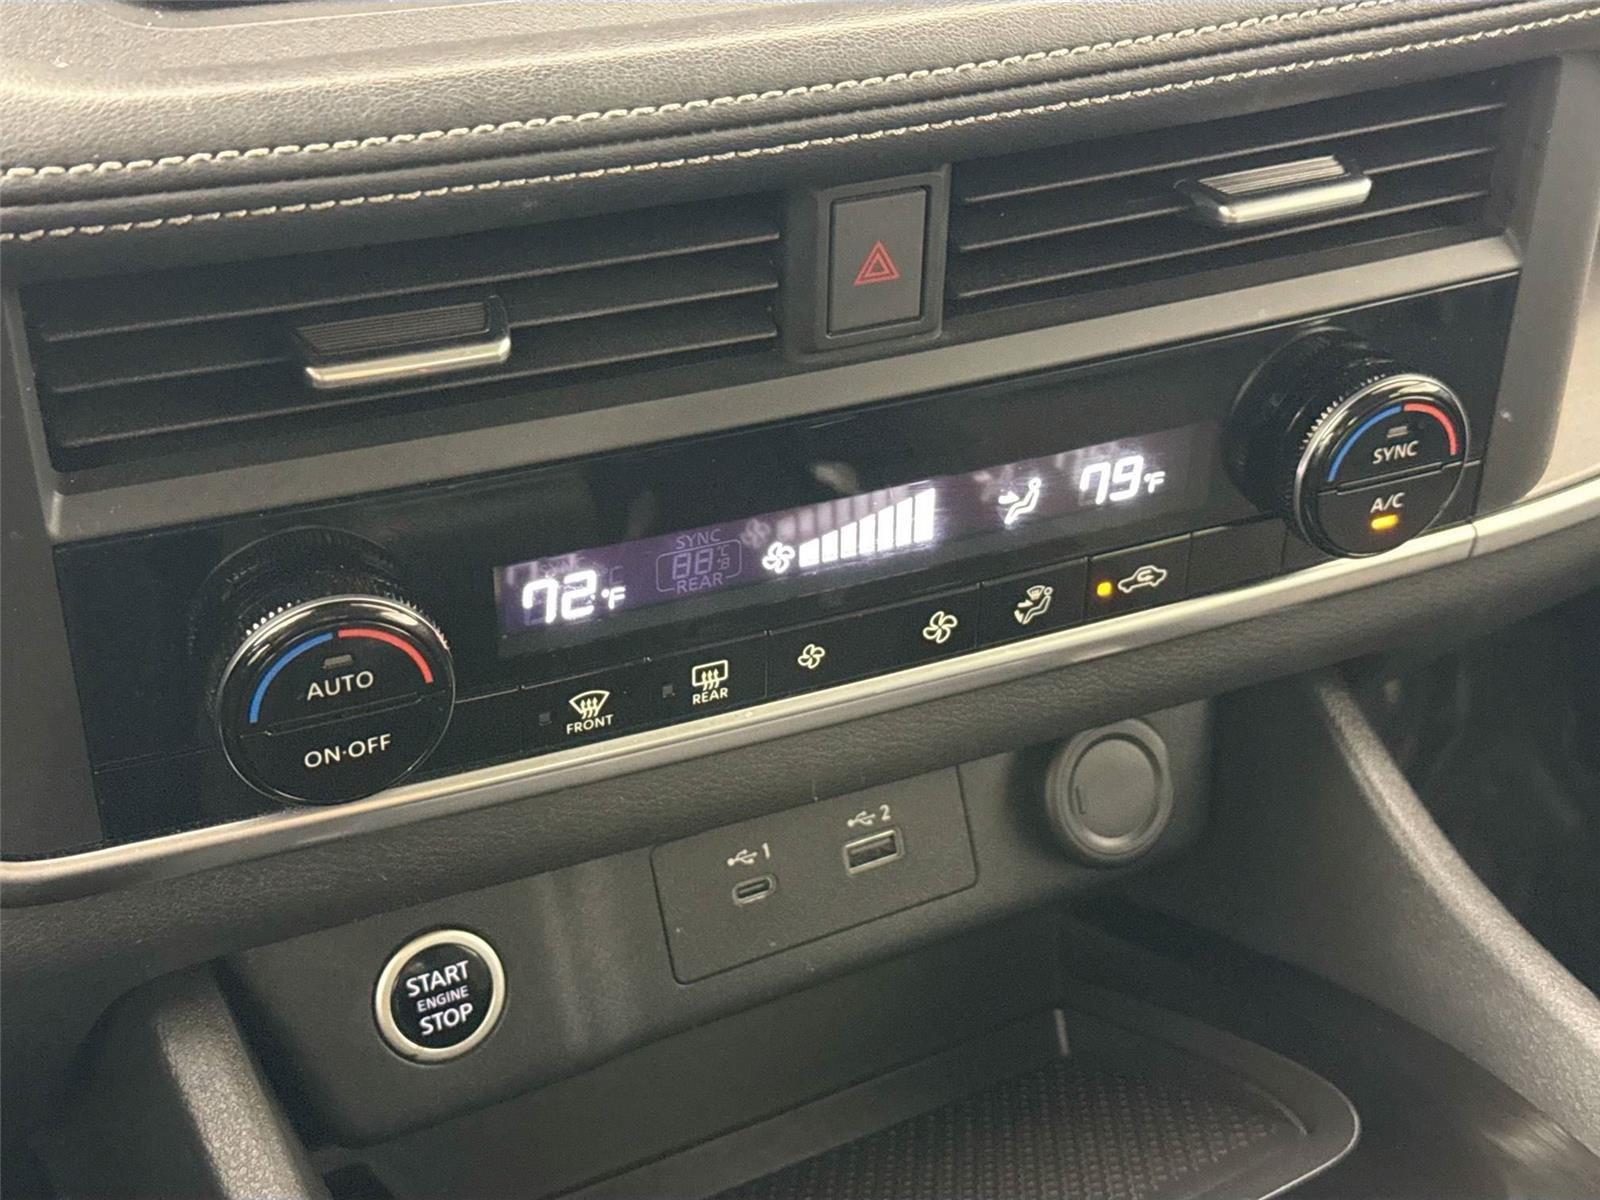 SYNC
A/C
79°F
SYNC
88°C
REAR
72°F
AUTO
ON·OFF
FRONT
REAR
1
2
START
ENGINE
STOP